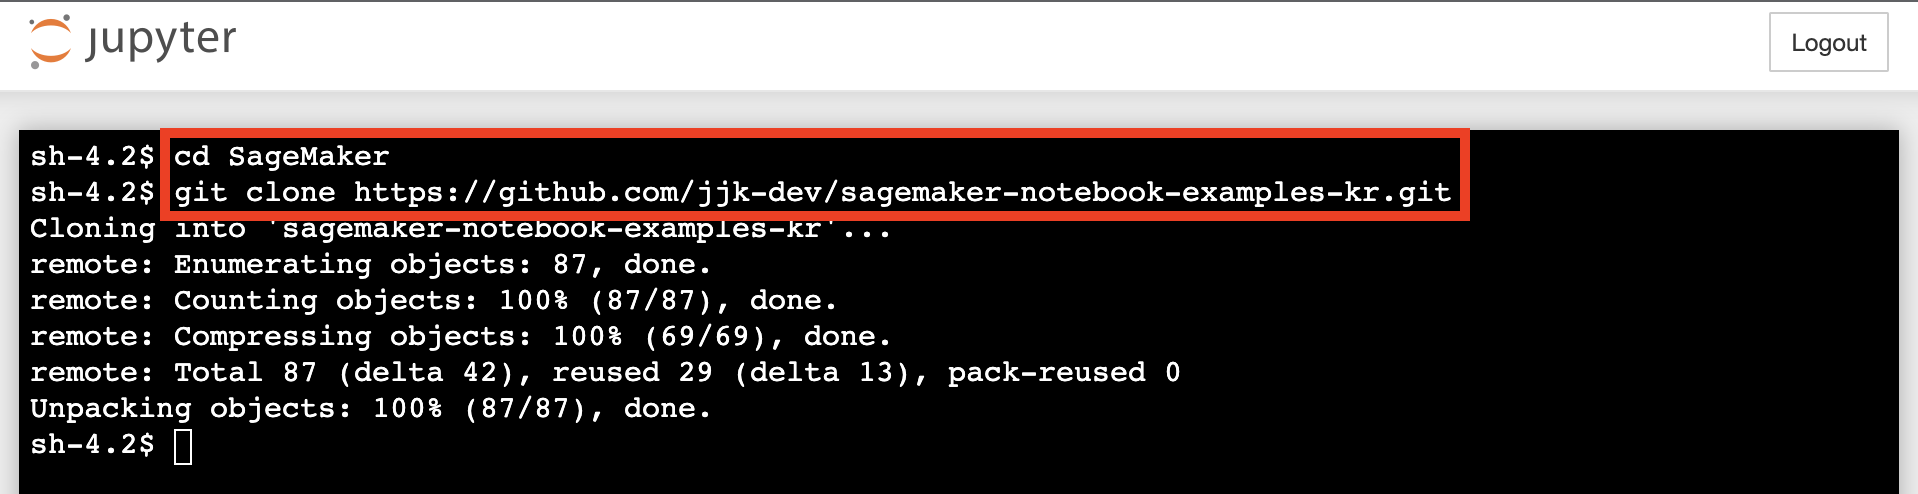 jupyter
Logout
sh-4.2$ cd SageMaker
sh-4.2$ git clone https://github.com/jjk-dev/sagemaker-notebook-examples-kr.git
Cloning into 'sagemaker-notebook-examples-kr'...
remote: Enumerating objects: 87, done.
remote: Counting objects: 100% (87/87), done.
remote: Compressing objects: 100% (69/69), done.
remote: Total 87 (delta 42), reused 29 (delta 13), pack-reused 0
Unpacking objects: 100% (87/87), done.
sh-4.2$